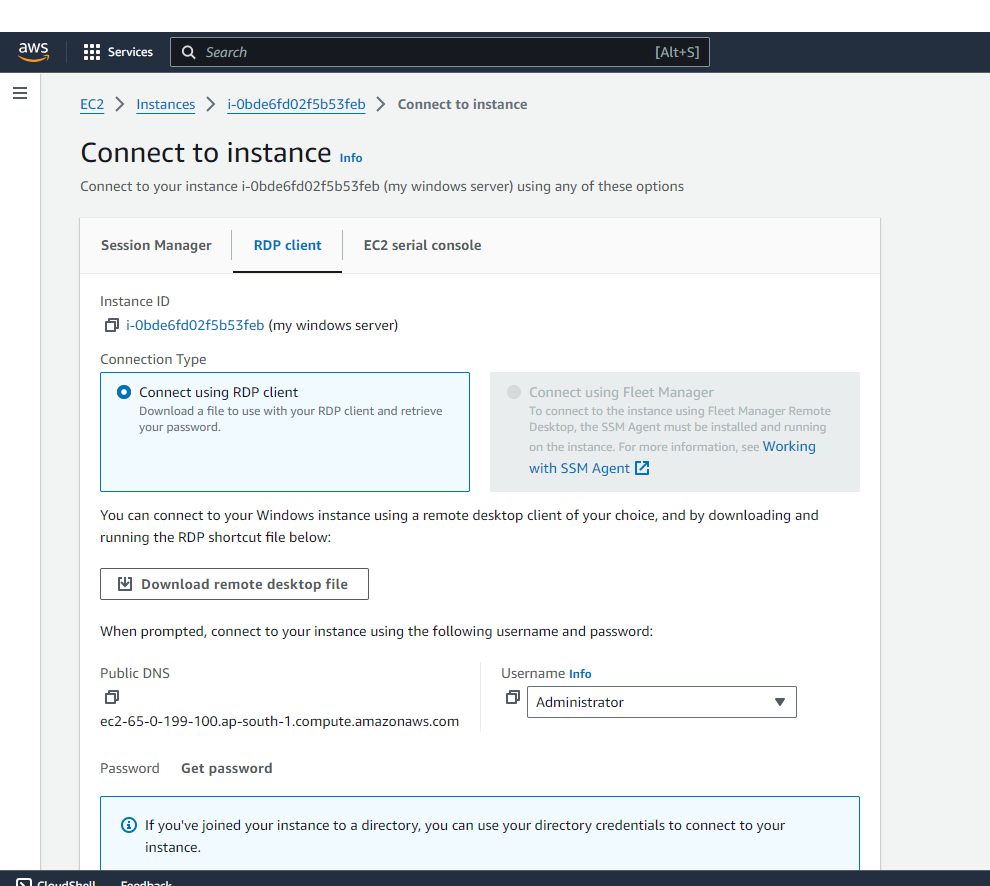 aws
Services
Search
[Alt+S]
EC2
Instances
i-0bde6fd02f5b53feb
Connect to instance
Connect to instance Info
Connect to your instance i-0bde6fd02f5b53feb (my windows server) using any of these options
Session Manager
RDP client
EC2 serial console
Instance ID
i-0bde6fd02f5b53feb (my windows server)
Connection Type
Connect using RDP client
Download a file to use with your RDP client and retrieve
your password.
Connect using Fleet Manager
To connect to the instance using Fleet Manager Remote
Desktop, the SSM Agent must be installed and running
on the instance. For more information, see Working
with SSM Agent
You can connect to your Windows instance using a remote desktop client of your choice, and by downloading and
running the RDP shortcut file below:
Download remote desktop file
When prompted, connect to your instance using the following username and password:
Public DNS
ec2-65-0-199-100.ap-south-1.compute.amazonaws.com
Username Info
Administrator
Password
Get password
If you've joined your instance to a directory, you can use your directory credentials to connect to your
instance.
CloudShell
Feedback